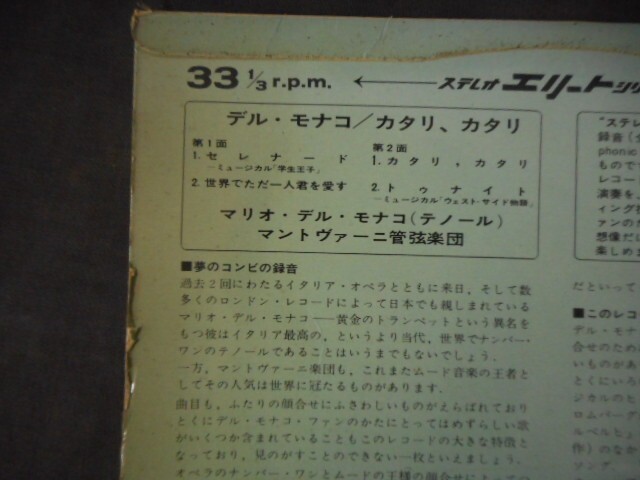 33 1/3 r.p.m. ← ステレオ エリート シリ
デル・モナコ/カタリ、カタリ
第1面
1. セレナード
―ミュージカル「学生王子」
2. 世界でただ一人君を愛す
第2面
1. カタリ, カタリ
2. トゥナイト
―ミュージカル「ウェスト・サイド物語」
マリオ・デル・モナコ(テノール)
マントヴァーニ管弦楽団
■夢のコンビの録音
過去2回にわたるイタリア・オペラとともに来日、そして数
多くのロンドン・レコードによって日本でも親しまれている
マリオ・デル・モナコ――黄金のトランペットという異名を
もつ彼はイタリア最高の、というより当代、世界でナンバー・
ワンのテノールであることはいうまでもないでしょう。
一方, マントヴァーニ楽団も, これまたムード音楽の王者と
してその人気は世界に冠たるものがあります.
曲目も, ふたりの顔合せにふさわしいものがえらばれており
とくにデル・モナコ・ファンのかたにとってはめずらしい歌
がいくつか含まれていることもこのレコードの大きな特徴と
なっており, 見のがすことのできない一枚といえましょう.
オペラのナンバー・ワンとムードの王様の顔合せによっての
"ステレ
録音(
phonic
もので
レコー
演奏を、
ィング
ァンの
想像だし
楽しめ
だといって
■このレコ
デル・モナ
合せのため
いものがあ
とくにいろ
ジカルのヒ
ロムバーグ
ルベルとょ
作)のなか
ソング.